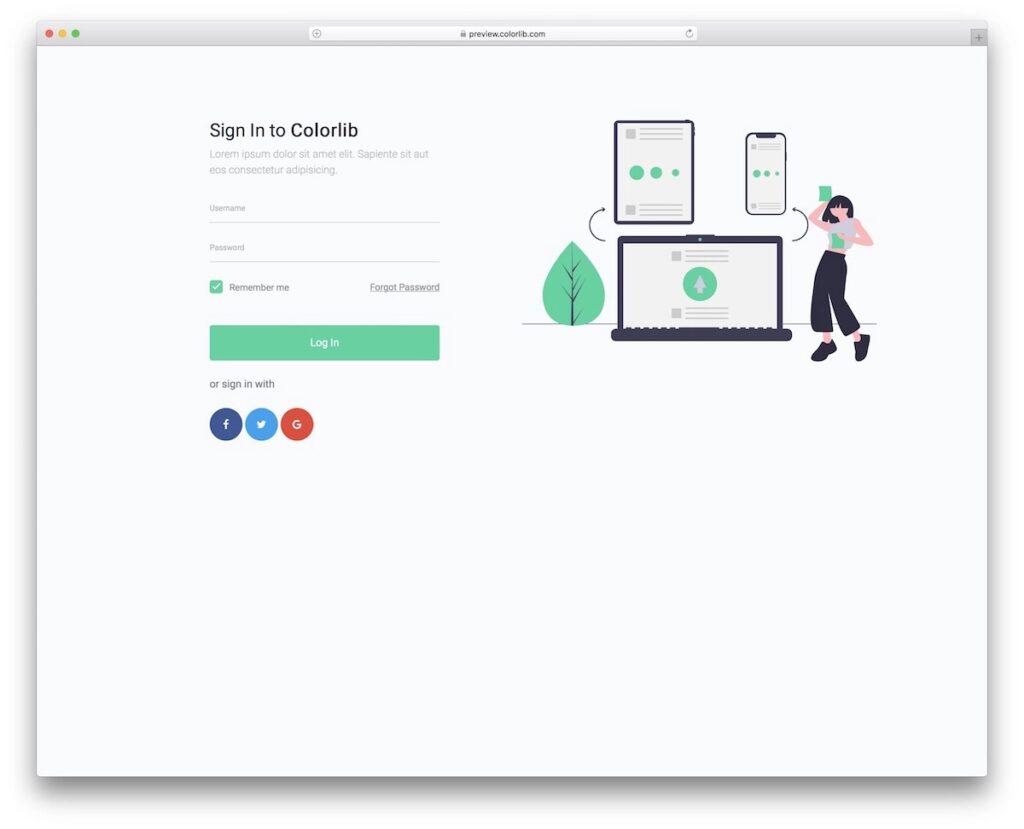 preview.colorlib.com
Sign In to Colorlib
Lorem ipsum dolor sit amet elit. Sapiente sit aut
eos consectetur adipisicing.
Username
Password
Remember me Forgot Password
Log In
or sign in with